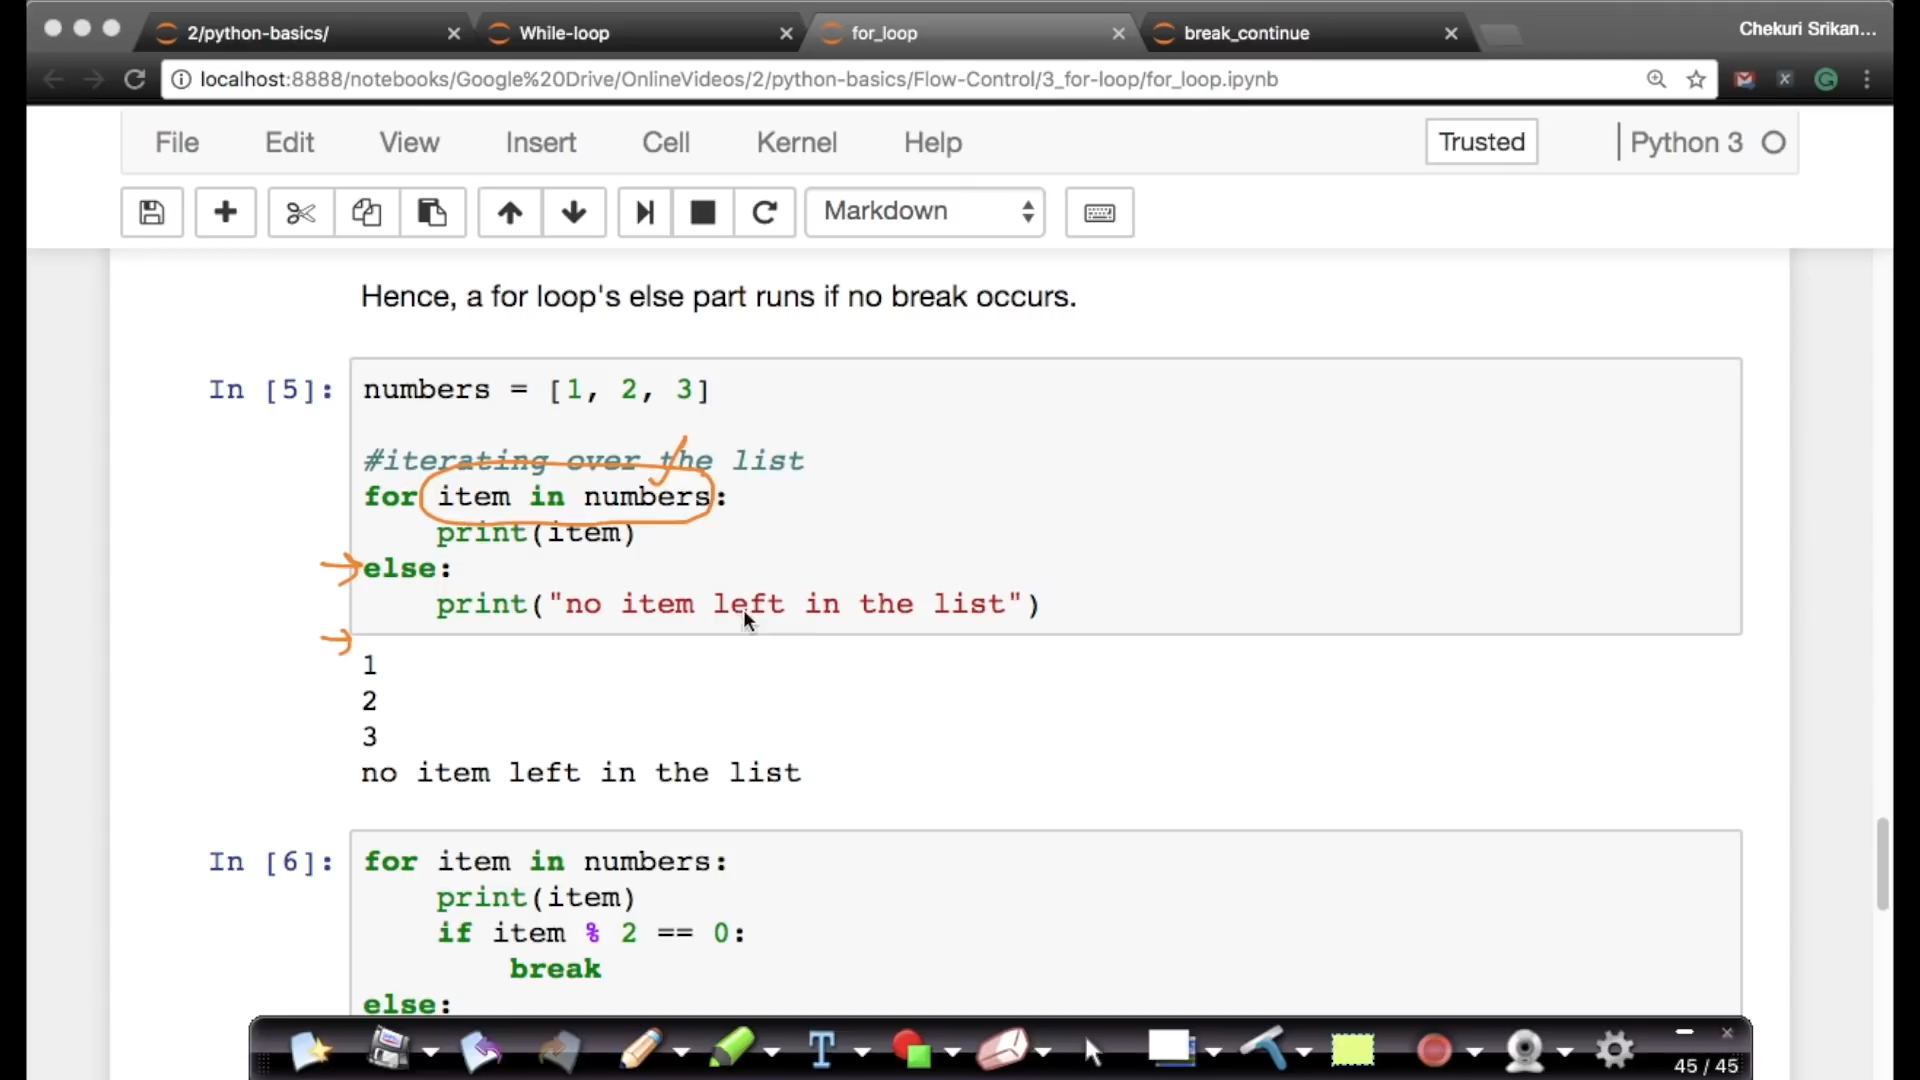 2/python-basics/
While-loop
for_loop
break_continue
Chekuri Srikan...
localhost:8888/notebooks/Google%20Drive/OnlineVideos/2/python-basics/Flow-Control/3_for-loop/for_loop.ipynb
File Edit View Insert Cell Kernel Help
Trusted
Python 3
Markdown
Hence, a for loop's else part runs if no break occurs.
In [5]:
numbers = [1, 2, 3]
#iterating over the list
for item in numbers:
    print(item)
else:
    print("no item left in the list")
1
2
3
no item left in the list
In [6]:
for item in numbers:
    print(item)
    if item % 2 == 0:
        break
else:
45 / 45